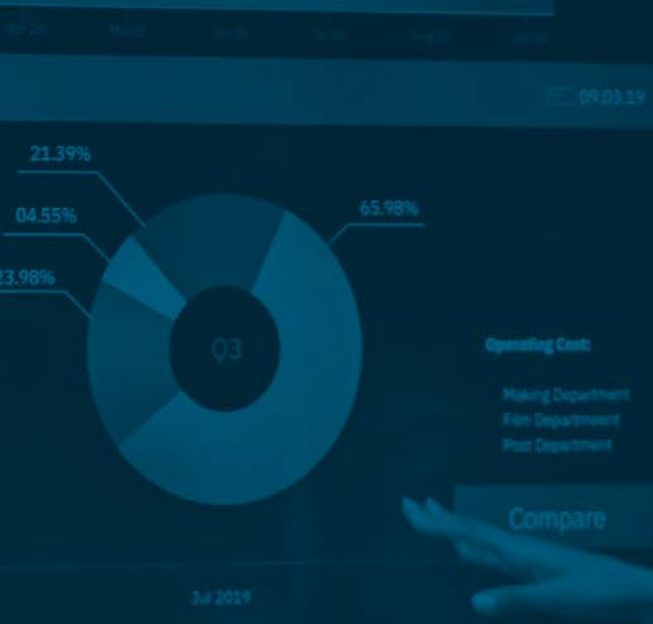 09.03.19
21.39%
65.98%
04.55%
23.98%
Q3
Operating Cost:
Making Department
Film Department
Post Department
Compare
Jul 2019